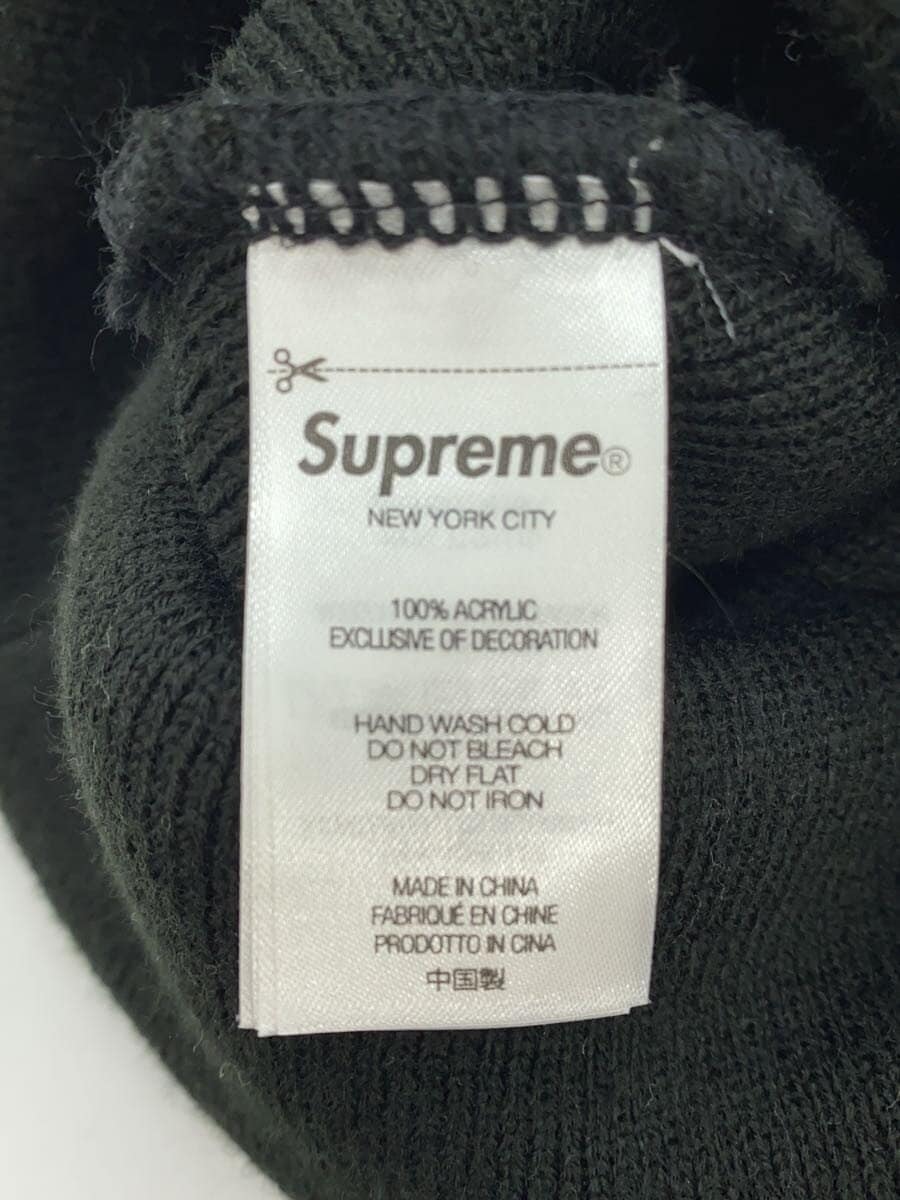 Supreme®
NEW YORK CITY
100% ACRYLIC
EXCLUSIVE OF DECORATION
HAND WASH COLD
DO NOT BLEACH
DRY FLAT
DO NOT IRON
MADE IN CHINA
FABRIQUÉ EN CHINE
PRODOTTO IN CINA
中国製